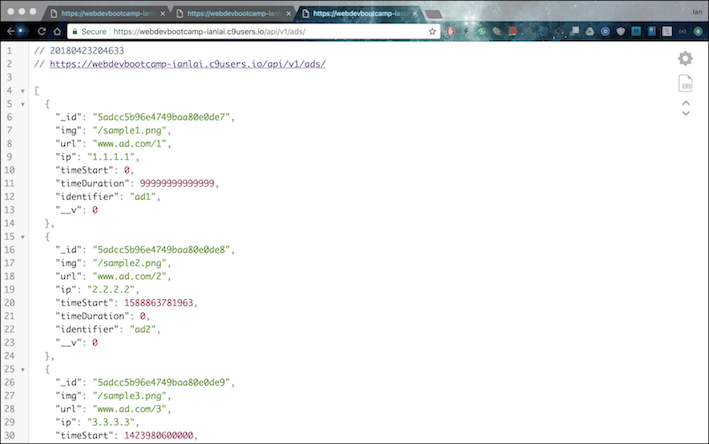 https://webdevbootcamp-ianlai.c
https://webdevbootcamp-ianlai.c
https://webdevbootcamp-ianlai.c
Ian
Secure
https://webdevbootcamp-ianlai.c9users.io/api/v1/ads/
1 // 20180423204633
2 // https://webdevbootcamp-ianlai.c9users.io/api/v1/ads/
3
4 [
5 {
6 "_id": "5adcc5b96e4749baa80e0de7",
7 "img": "/sample1.png",
8 "url": "www.ad.com/1",
9 "ip": "1.1.1.1",
10 "timeStart": 0,
11 "timeDuration": 99999999999999,
12 "identifier": "ad1",
13 "__v": 0
14 },
15 {
16 "_id": "5adcc5b96e4749baa80e0de8",
17 "img": "/sample2.png",
18 "url": "www.ad.com/2",
19 "ip": "2.2.2.2",
20 "timeStart": 1588863781963,
21 "timeDuration": 0,
22 "identifier": "ad2",
23 "__v": 0
24 },
25 {
26 "_id": "5adcc5b96e4749baa80e0de9",
27 "img": "/sample3.png",
28 "url": "www.ad.com/3",
29 "ip": "3.3.3.3",
30 "timeStart": 1423980600000,